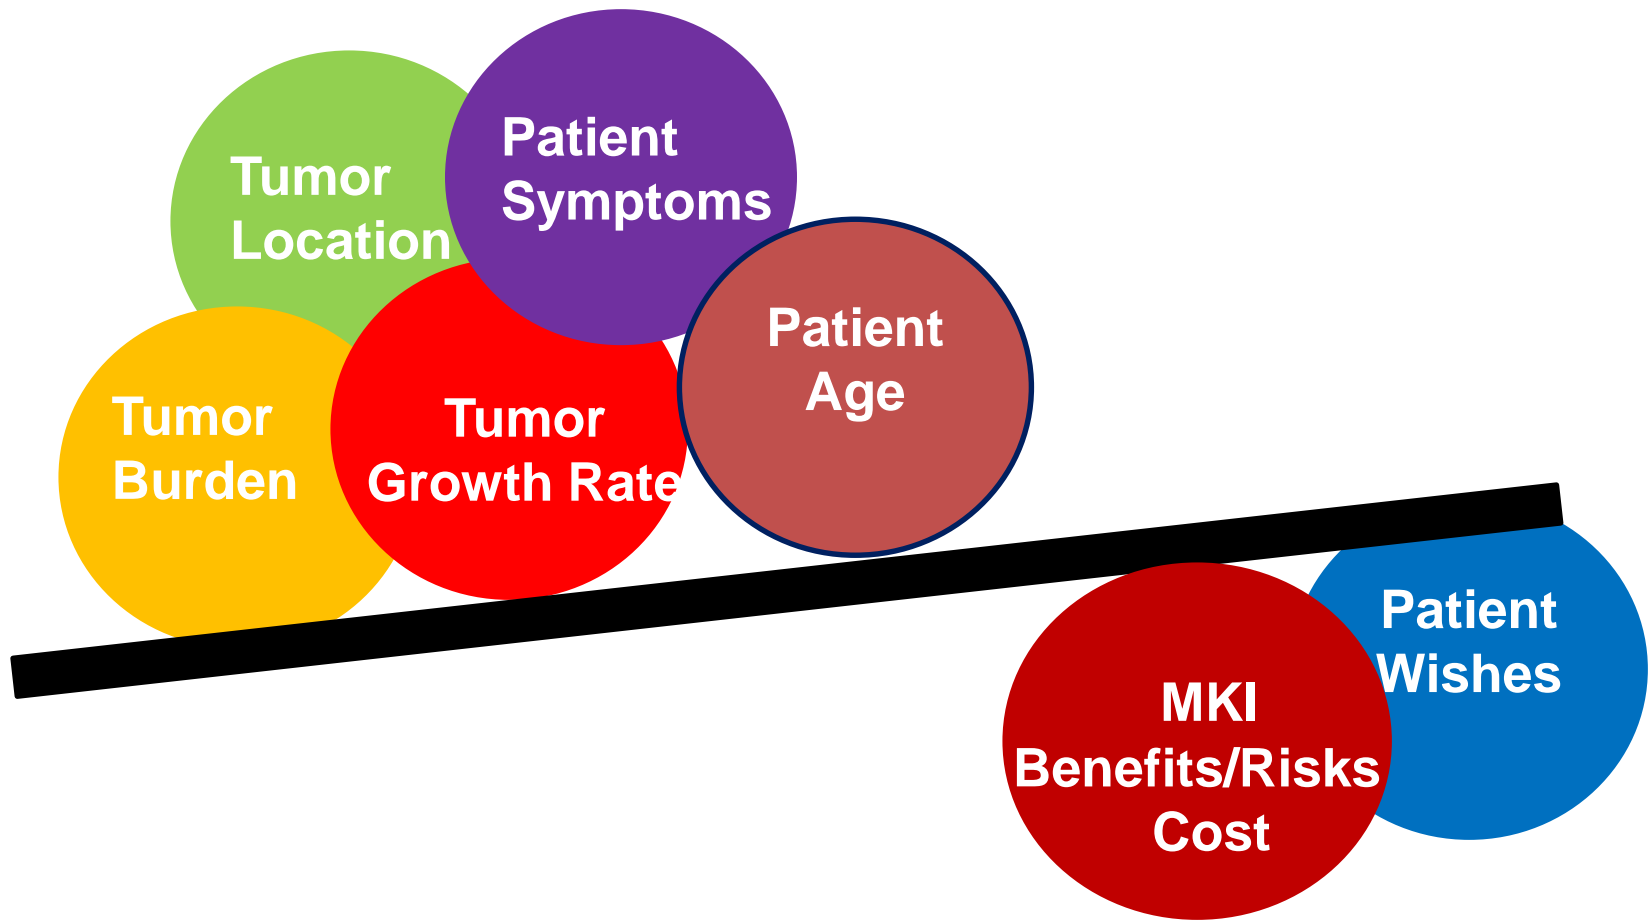 Patient
Symptoms
Tumor
Location
Patient
Age
Tumor
Burden
Tumor
Growth Rate
Patient
Wishes
MKI
Benefits/Risks
Cost